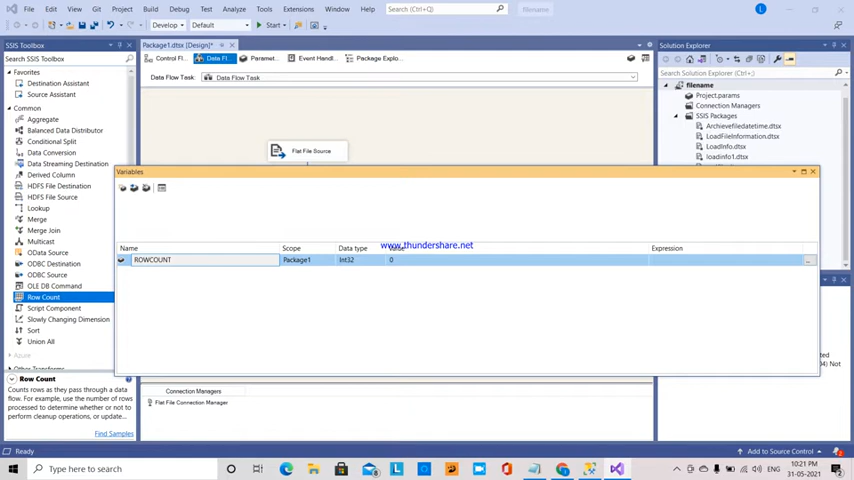 File Edit View Git Project Build Debug Test Analyze Tools Extensions Window Help Search (Ctrl+Q) filename L
Develop Default Start
SSIS Toolbox
Search SSIS Toolbox
Favorites
Destination Assistant
Source Assistant
Common
Aggregate
Balanced Data Distributor
Conditional Split
Data Conversion
Data Streaming Destination
Derived Column
HDFS File Destination
HDFS File Source
Lookup
Merge
Merge Join
Multicast
OData Source
ODBC Destination
ODBC Source
OLE DB Command
Row Count
Script Component
Slowly Changing Dimension
Sort
Union All
Azure
Other Transforms
Row Count
Counts rows as they pass through a data
flow. For example, use the number of rows
processed to determine whether or not to
perform cleanup operations, or update...
Find Samples
Package1.dtsx [Design]*
Control Fl... Data Fl... Paramet... Event Handl... Package Explo...
Data Flow Task: Data Flow Task
Flat File Source
Variables
www.thundershare.net
Name Scope Data type Value Expression
ROWCOUNT Package1 Int32 0 ...
Connection Managers
Flat File Connection Manager
Solution Explorer
Search Solution Explorer (Ctrl+;)
filename
Project.params
Connection Managers
SSIS Packages
Archievefiledatetime.dtsx
LoadFileInformation.dtsx
LoadInfo.dtsx
loadinfo1.dtsx
Ready
Add to Source Control
Type here to search
ENG
10:21 PM
31-05-2021